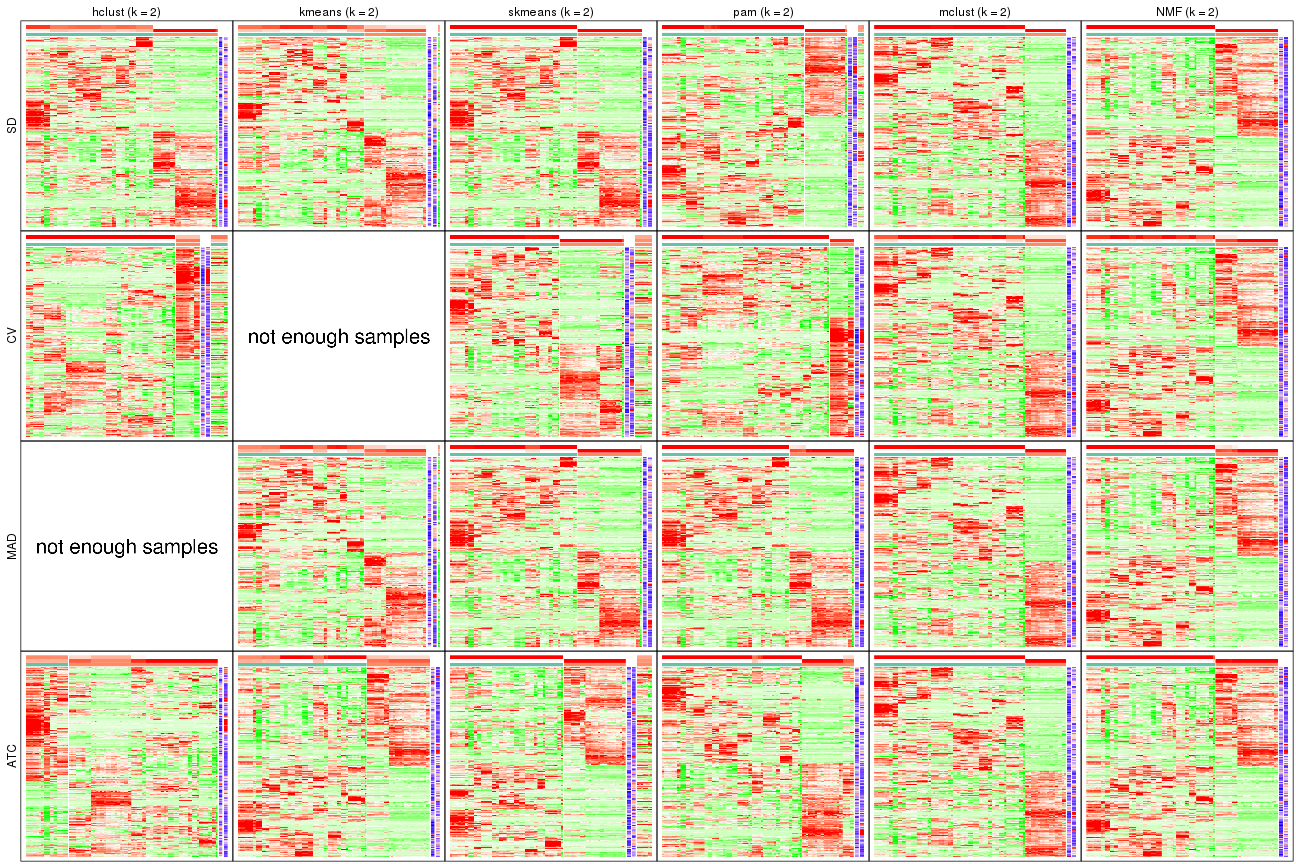 hclust (k = 2)
kmeans (k = 2)
skmeans (k = 2)
pam (k = 2)
mclust (k = 2)
NMF (k = 2)
SD
CV
not enough samples
MAD
not enough samples
ATC